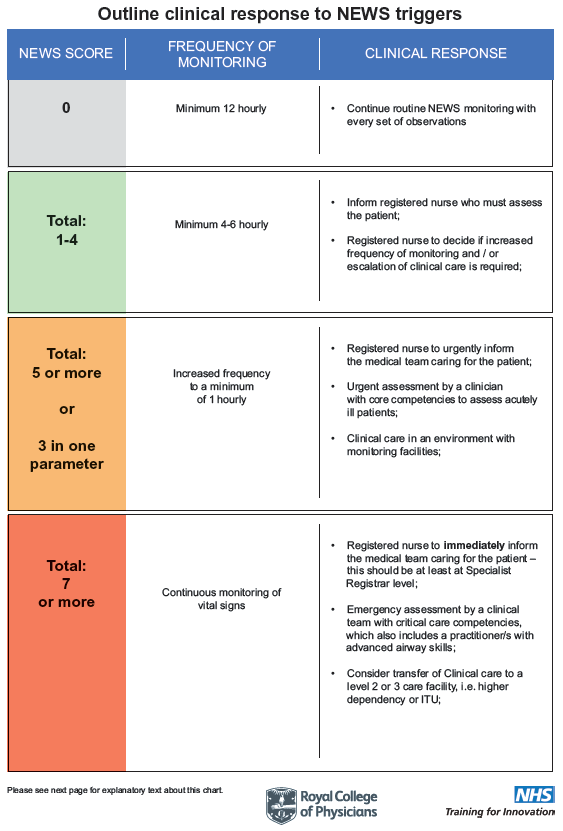 Outline clinical response to NEWS triggers
NEWS SCORE
FREQUENCY OF
MONITORING
CLINICAL RESPONSE
0
Minimum 12 hourly
• Continue routine NEWS monitoring with
every set of observations
Total:
1-4
Minimum 4-6 hourly
• Inform registered nurse who must assess
the patient;
• Registered nurse to decide if increased
frequency of monitoring and / or
escalation of clinical care is required;
Total:
5 or more
or
3 in one
parameter
Increased frequency
to a minimum
of 1 hourly
• Registered nurse to urgently inform
the medical team caring for the patient;
• Urgent assessment by a clinician
with core competencies to assess acutely
ill patients;
• Clinical care in an environment with
monitoring facilities;
Total:
7
or more
Continuous monitoring of
vital signs
• Registered nurse to immediately inform
the medical team caring for the patient –
this should be at least at Specialist
Registrar level;
• Emergency assessment by a clinical
team with critical care competencies,
which also includes a practitioner/s with
advanced airway skills;
• Consider transfer of Clinical care to a
level 2 or 3 care facility, i.e. higher
dependency or ITU;
Please see next page for explanatory text about this chart.
Royal College
of Physicians
NHS
Training for Innovation